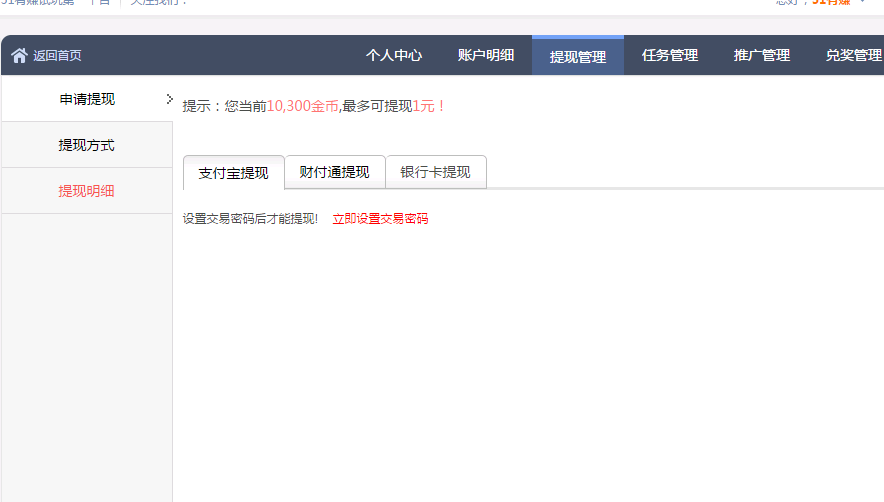 关注我们：
您好，51有赚
返回首页
个人中心 账户明细 提现管理 任务管理 推广管理 兑奖管理
申请提现
提现方式
提现明细
提示：您当前10,300金币,最多可提现1元！
支付宝提现 财付通提现 银行卡提现
设置交易密码后才能提现! 立即设置交易密码